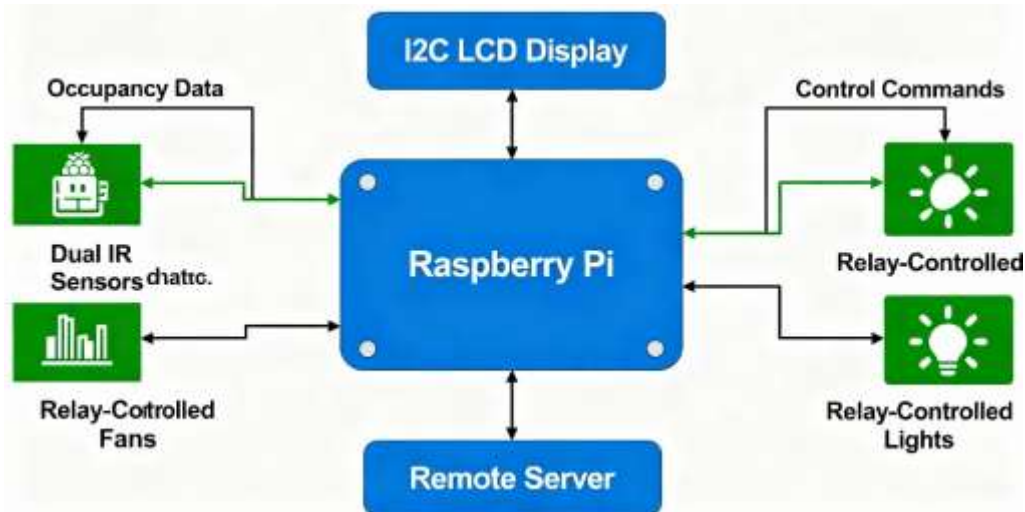 I2C LCD Display
Occupancy Data
Control Commands
Raspberry Pi
Dual IR
Sensors
Relay-Controlled
Relay-Controlled
Fans
Relay-Controlled
Lights
Remote Server